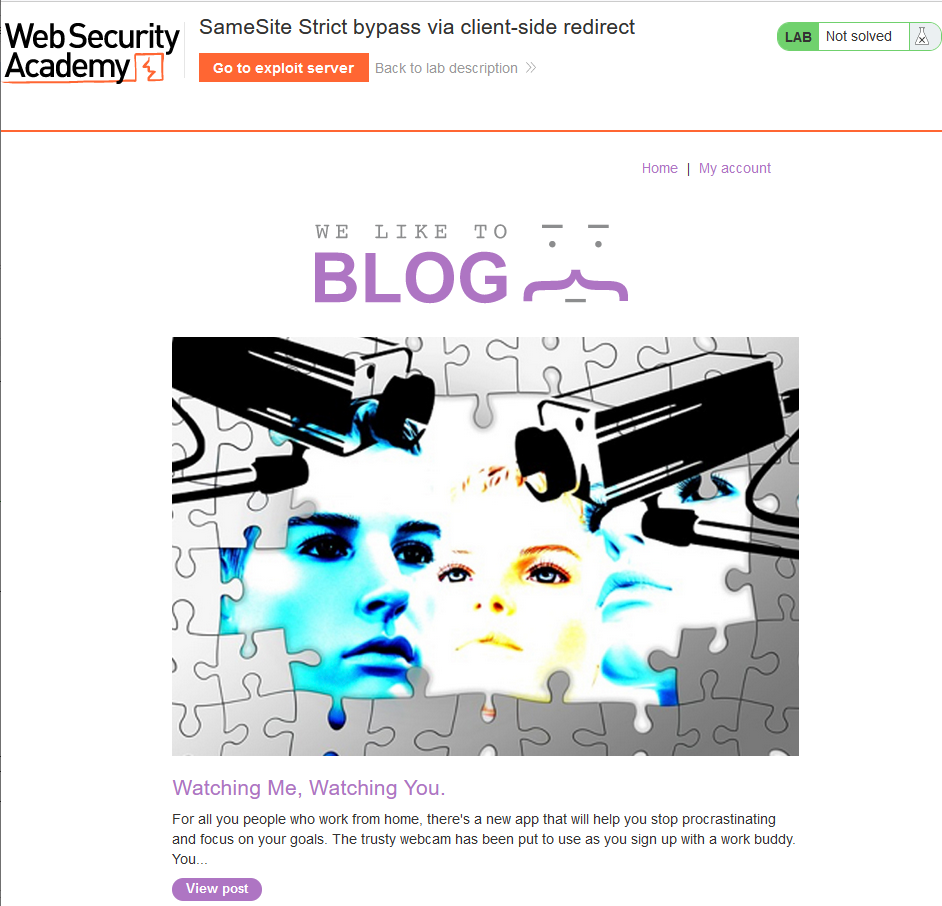 Web Security
Academy
SameSite Strict bypass via client-side redirect
Go to exploit server
Back to lab description
LAB
Not solved
Home | My account
WE LIKE TO
BLOG
Watching Me, Watching You.
For all you people who work from home, there's a new app that will help you stop procrastinating
and focus on your goals. The trusty webcam has been put to use as you sign up with a work buddy.
You...
View post